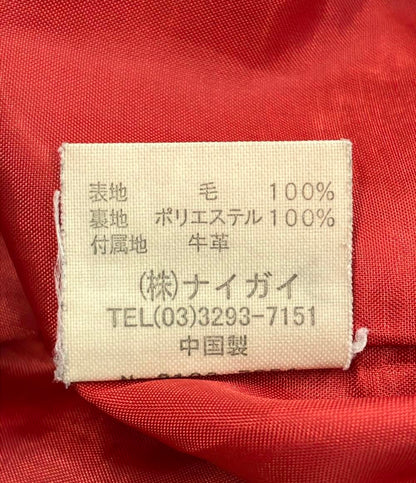 表地 毛 100%
裏地 ポリエステル 100%
付属地 牛革
(株)ナイガイ
TEL(03)3293-7151
中国製